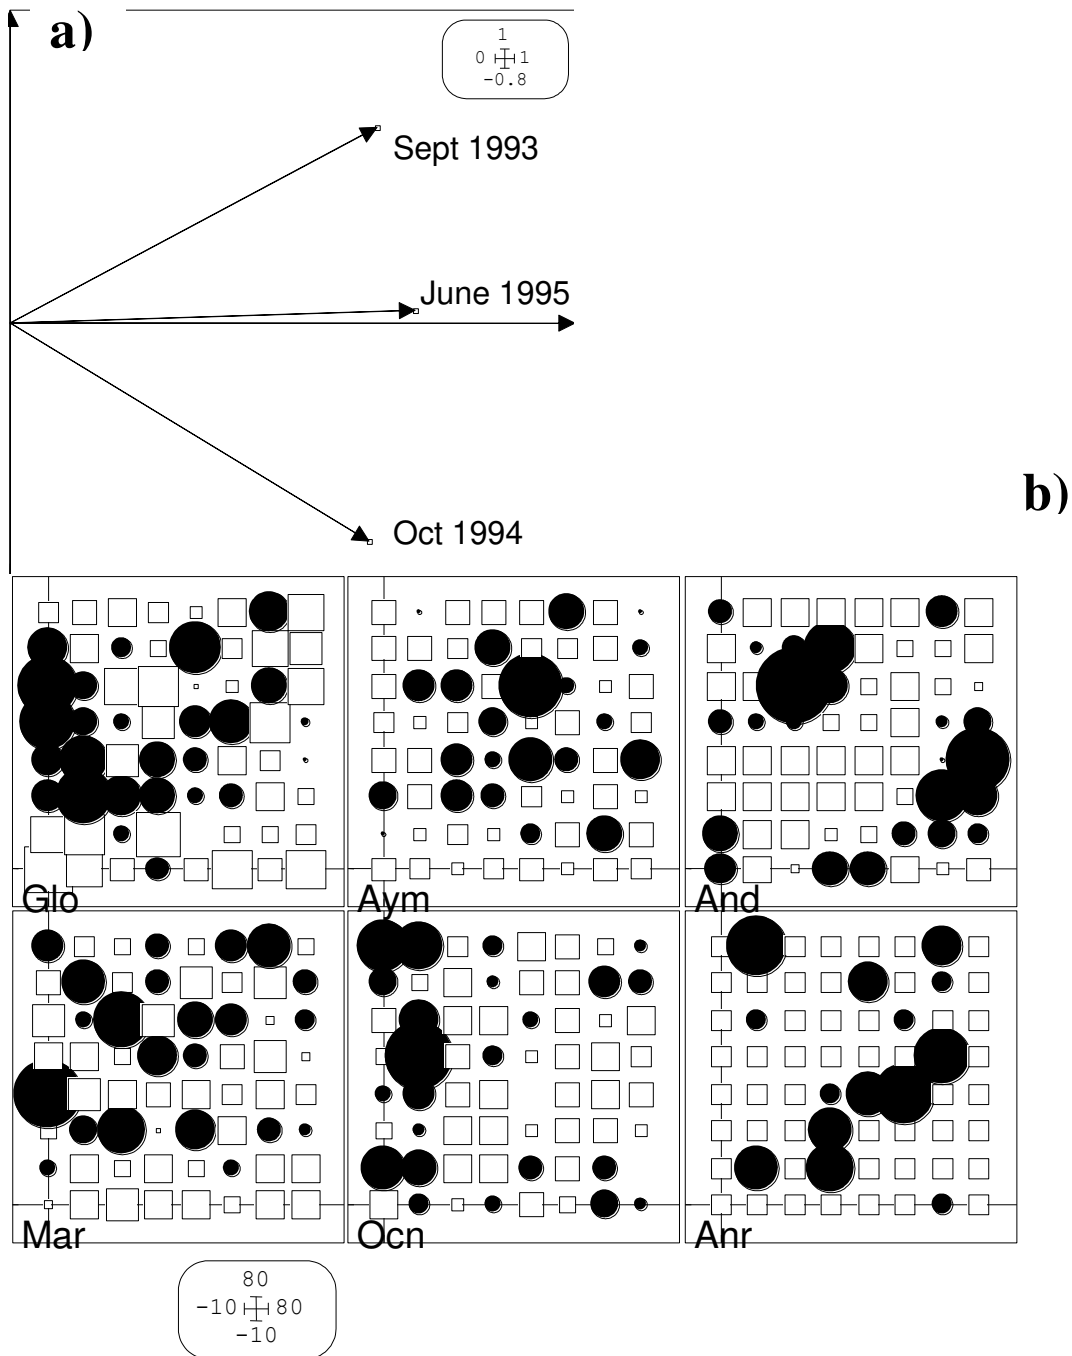 a)
1
0 1
-0.8
Sept 1993
June 1995
b)
Oct 1994
Glo
Aym
And
Mar
Ocn
Anr
80
-10 80
-10